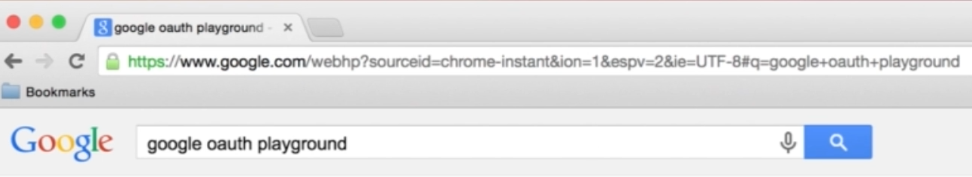 google oauth playground -
https://www.google.com/webhp?sourceid=chrome-instant&ion=1&espv=2&ie=UTF-8#q=google+oauth+playground
Bookmarks
Google google oauth playground